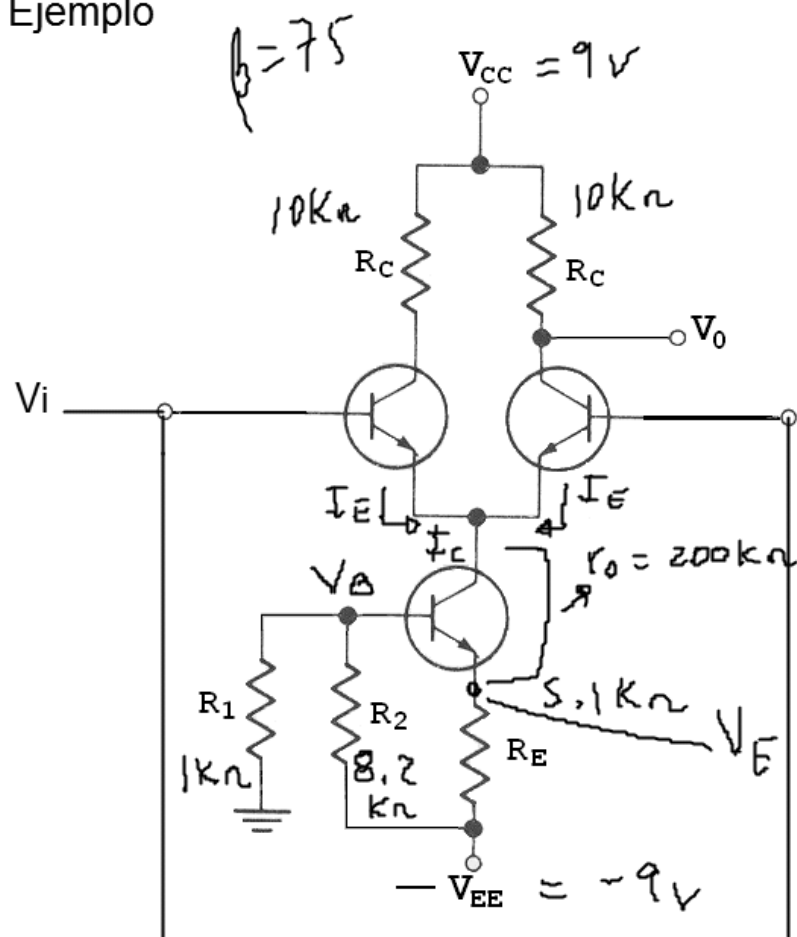 Ejemplo
β=75
VCC = 9V
10KΩ
10KΩ
RC
RC
V0
Vi
IE
IE
IC
r0 = 200KΩ
VB
R1
R2
5.1KΩ
VE
RE
1KΩ
8.2
KΩ
– VEE = -9V